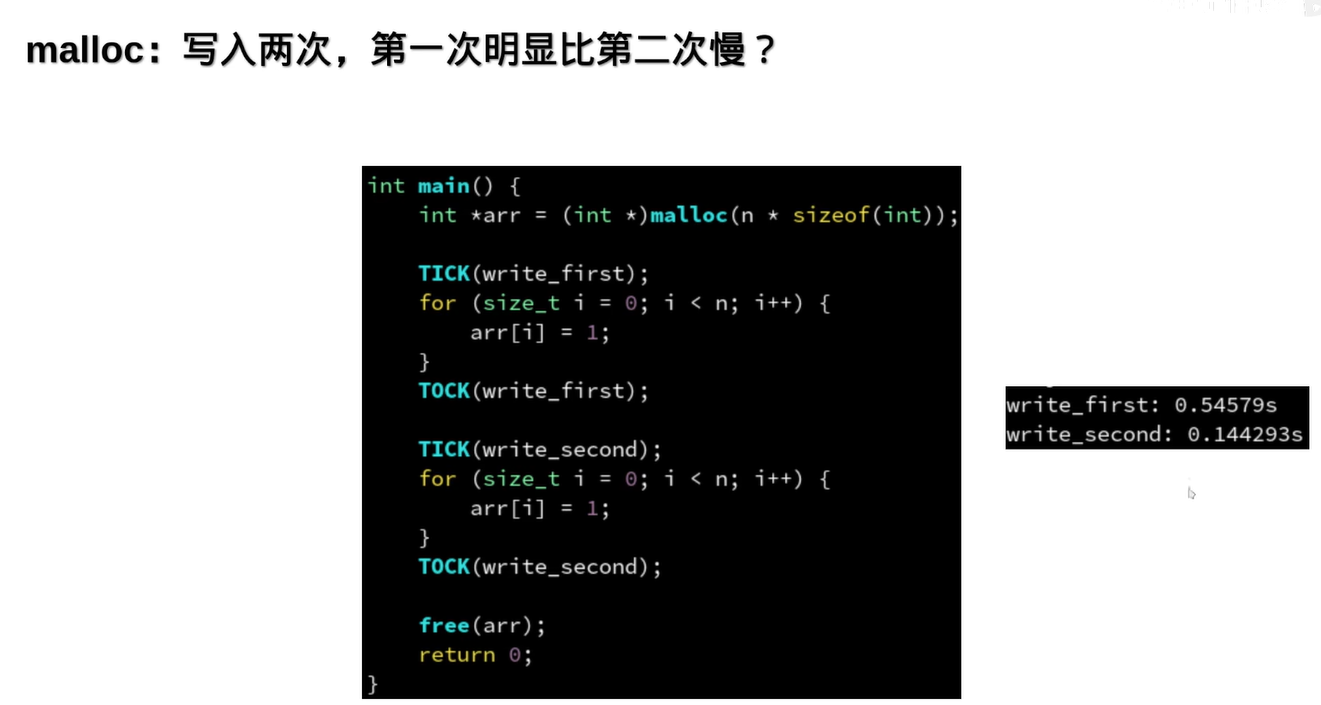 malloc：写入两次，第一次明显比第二次慢？
int main() {
    int *arr = (int *)malloc(n * sizeof(int));
    TICK(write_first);
    for (size_t i = 0; i < n; i++) {
        arr[i] = 1;
    }
    TOCK(write_first);
    TICK(write_second);
    for (size_t i = 0; i < n; i++) {
        arr[i] = 1;
    }
    TOCK(write_second);
    free(arr);
    return 0;
}
write_first: 0.54579s
write_second: 0.144293s